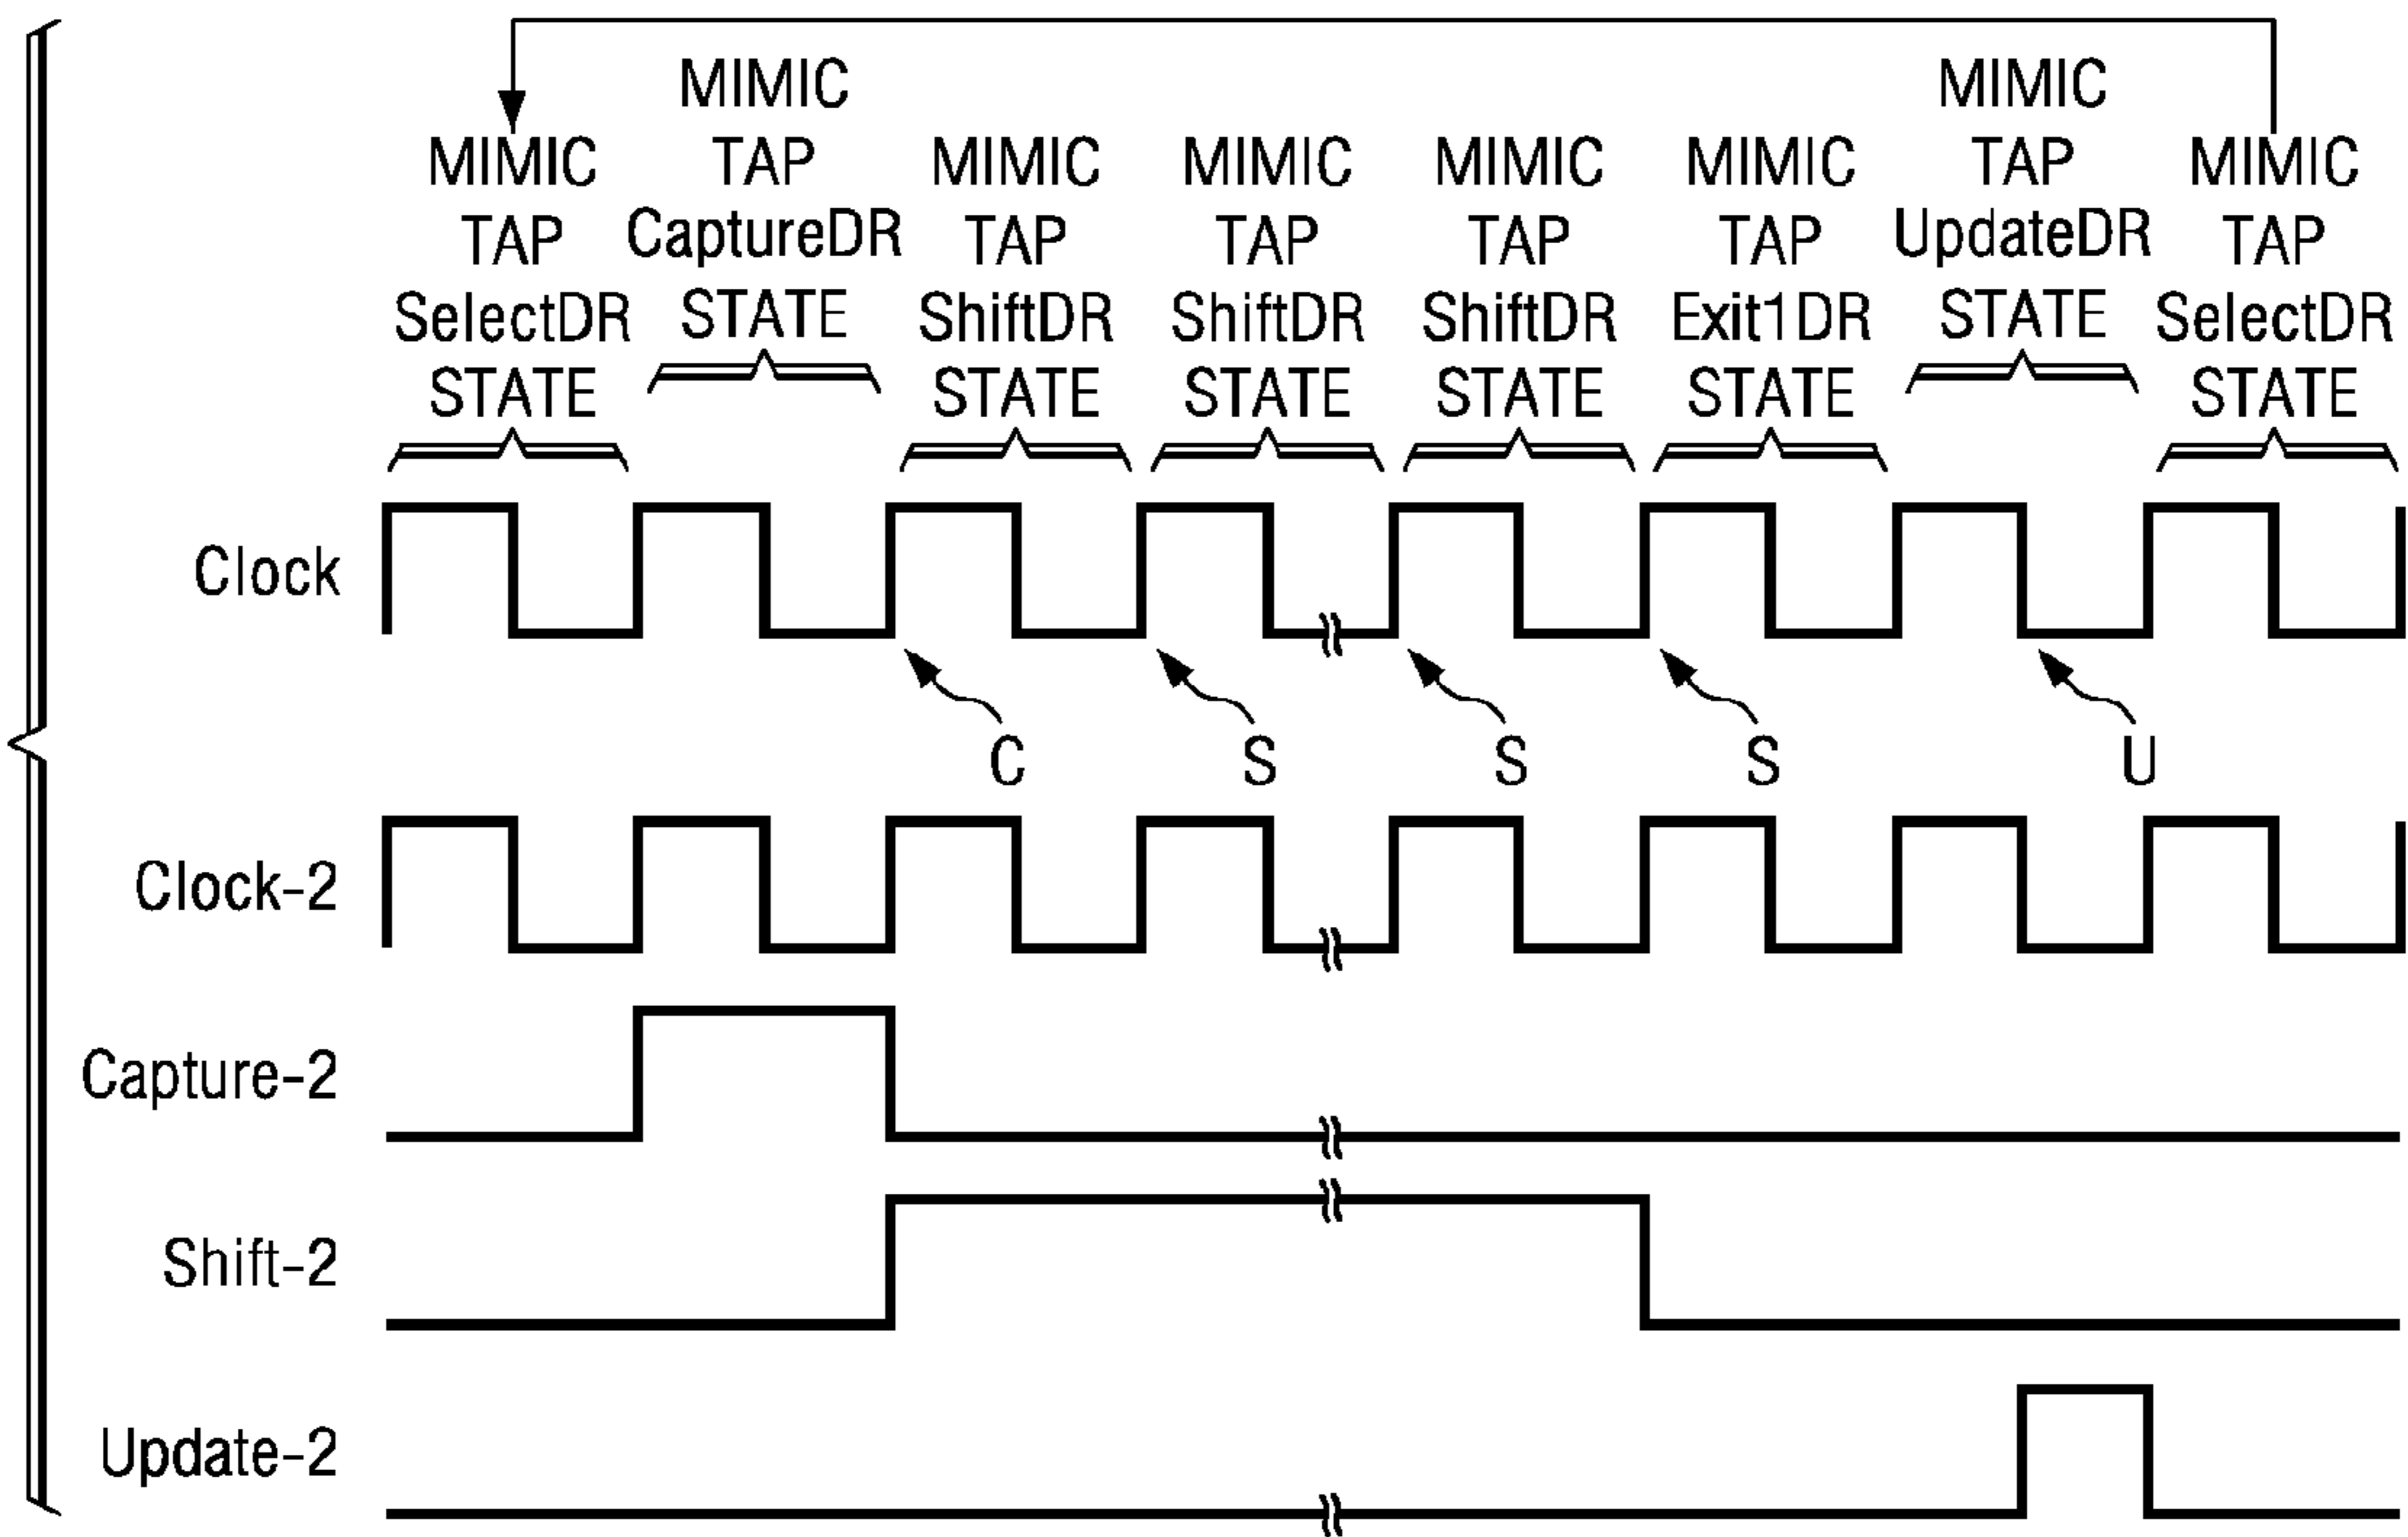 MIMIC
TAP
SelectDR
STATE
MIMIC
TAP
CaptureDR
STATE
MIMIC
TAP
ShiftDR
STATE
MIMIC
TAP
ShiftDR
STATE
MIMIC
TAP
ShiftDR
STATE
MIMIC
TAP
Exit1DR
STATE
MIMIC
TAP
UpdateDR
STATE
MIMIC
TAP
SelectDR
STATE
Clock
C
S
S
S
U
Clock-2
Capture-2
Shift-2
Update-2